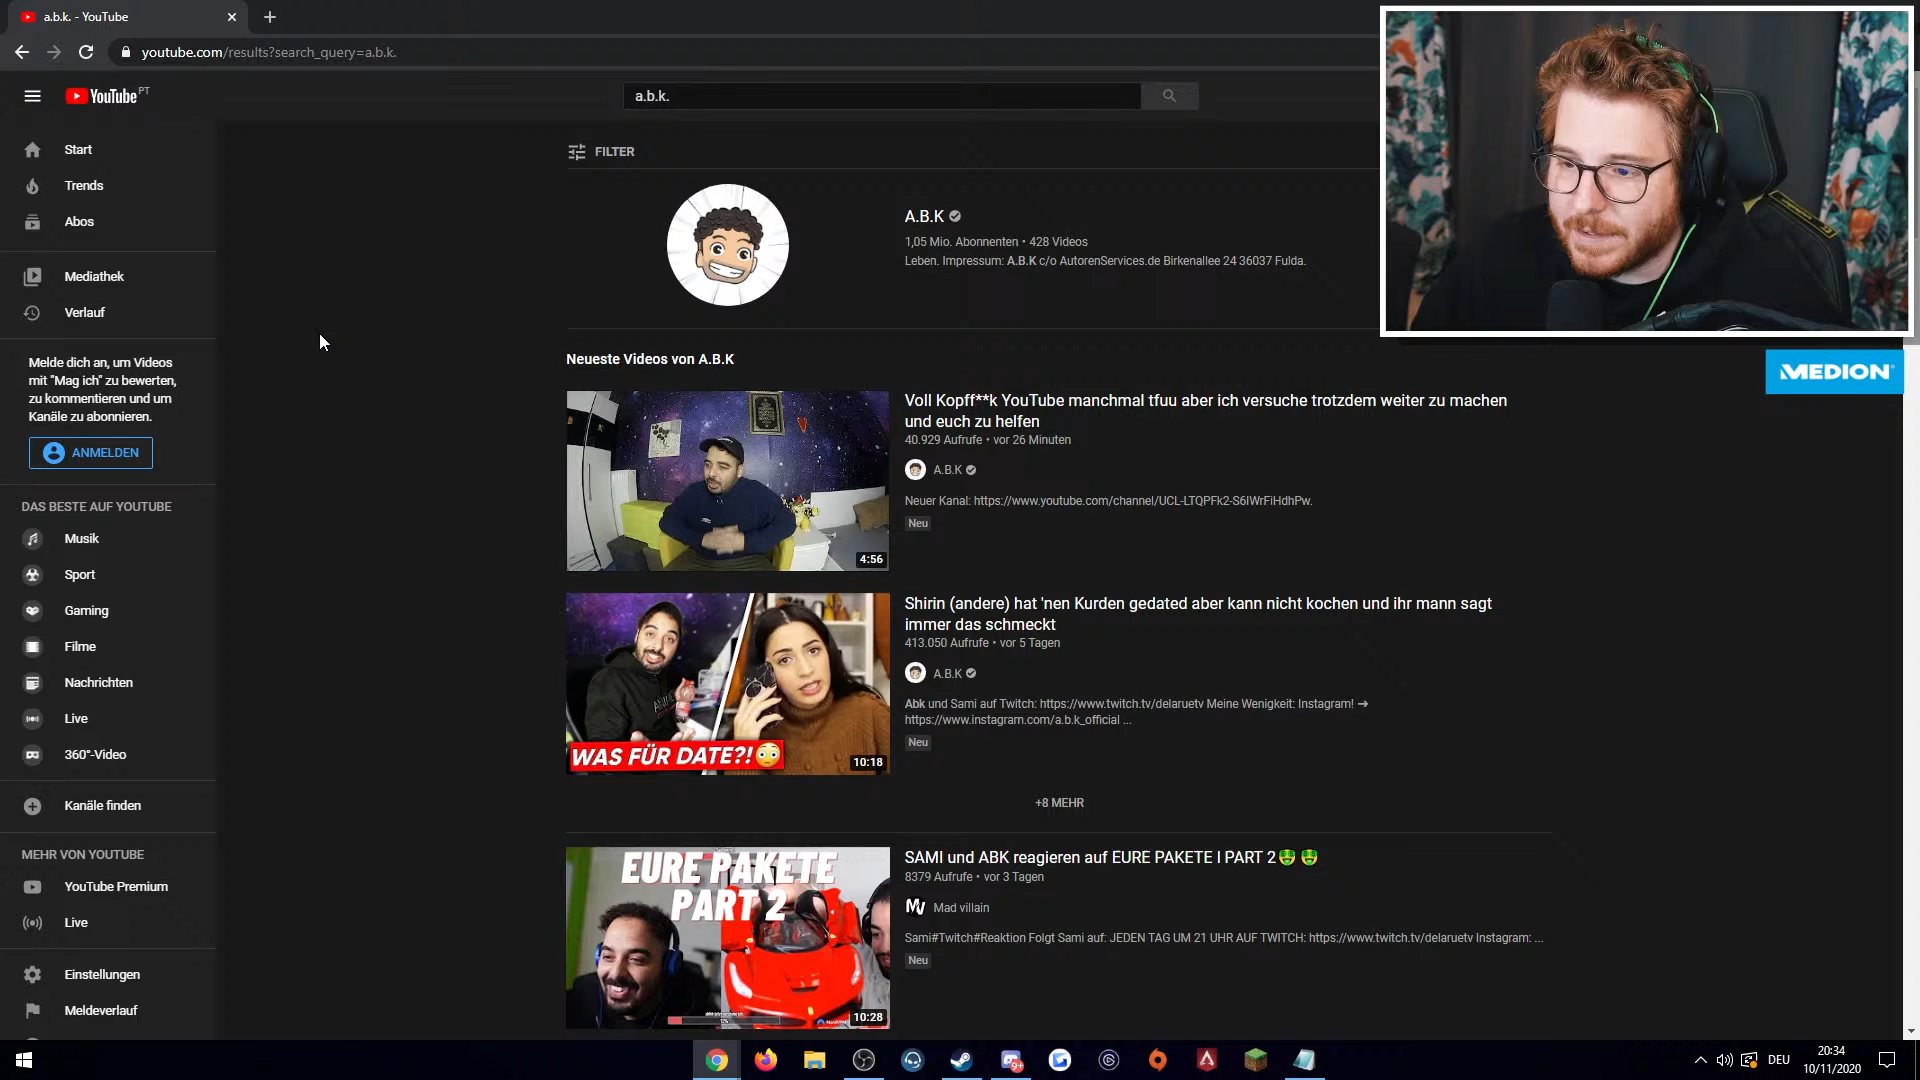 a.b.k. - YouTube
youtube.com/results?search_query=a.b.k.
YouTube PT
a.b.k.
Start
Trends
Abos
Mediathek
Verlauf
Melde dich an, um Videos
mit "Mag ich" zu bewerten,
zu kommentieren und um
Kanäle zu abonnieren.
ANMELDEN
DAS BESTE AUF YOUTUBE
Musik
Sport
Gaming
Filme
Nachrichten
Live
360°-Video
Kanäle finden
MEHR VON YOUTUBE
YouTube Premium
Live
Einstellungen
Meldeverlauf
FILTER
A.B.K
1,05 Mio. Abonnenten • 428 Videos
Leben. Impressum: A.B.K c/o AutorenServices.de Birkenallee 24 36037 Fulda.
MEDION
Neueste Videos von A.B.K
4:56
Voll Kopff**k YouTube manchmal tfuu aber ich versuche trotzdem weiter zu machen
und euch zu helfen
40.929 Aufrufe • vor 26 Minuten
A.B.K
Neuer Kanal: https://www.youtube.com/channel/UCL-LTQPFk2-S6IWrFiHdhPw.
Neu
WAS FÜR DATE?!
10:18
Shirin (andere) hat 'nen Kurden gedated aber kann nicht kochen und ihr mann sagt
immer das schmeckt
413.050 Aufrufe • vor 5 Tagen
A.B.K
Abk und Sami auf Twitch: https://www.twitch.tv/delaruetv Meine Wenigkeit: Instagram! ➔
https://www.instagram.com/a.b.k_official ...
Neu
+8 MEHR
EURE PAKETE
PART 2
10:28
SAMI und ABK reagieren auf EURE PAKETE I PART 2🤑 🤑
8379 Aufrufe • vor 3 Tagen
Mad villain
Sami#Twitch#Reaktion Folgt Sami auf: JEDEN TAG UM 21 UHR AUF TWITCH: https://www.twitch.tv/delaruetv Instagram: ...
Neu
9+
DEU
20:34
10/11/2020